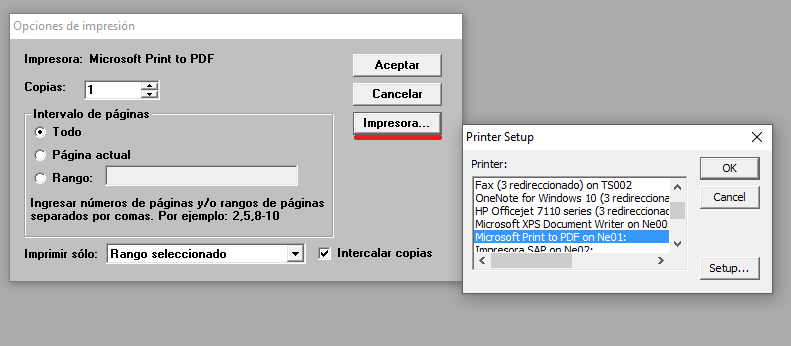 Opciones de impresión
Impresora: Microsoft Print to PDF
Aceptar
Copias: 1
Cancelar
Impresora...
Intervalo de páginas
Todo
Página actual
Rango:
Ingresar números de páginas y/o rangos de páginas
separados por comas. Por ejemplo: 2,5,8-10
Imprimir sólo: Rango seleccionado
Intercalar copias
Printer Setup
Printer:
Fax (3 redireccionado) on TS002
OneNote for Windows 10 (3 redirecciona
HP Officejet 7110 series (3 redireccionad
Microsoft XPS Document Writer on Ne00:
Microsoft Print to PDF on Ne01:
Impresora SAP on Ne02:
OK
Cancel
Setup...